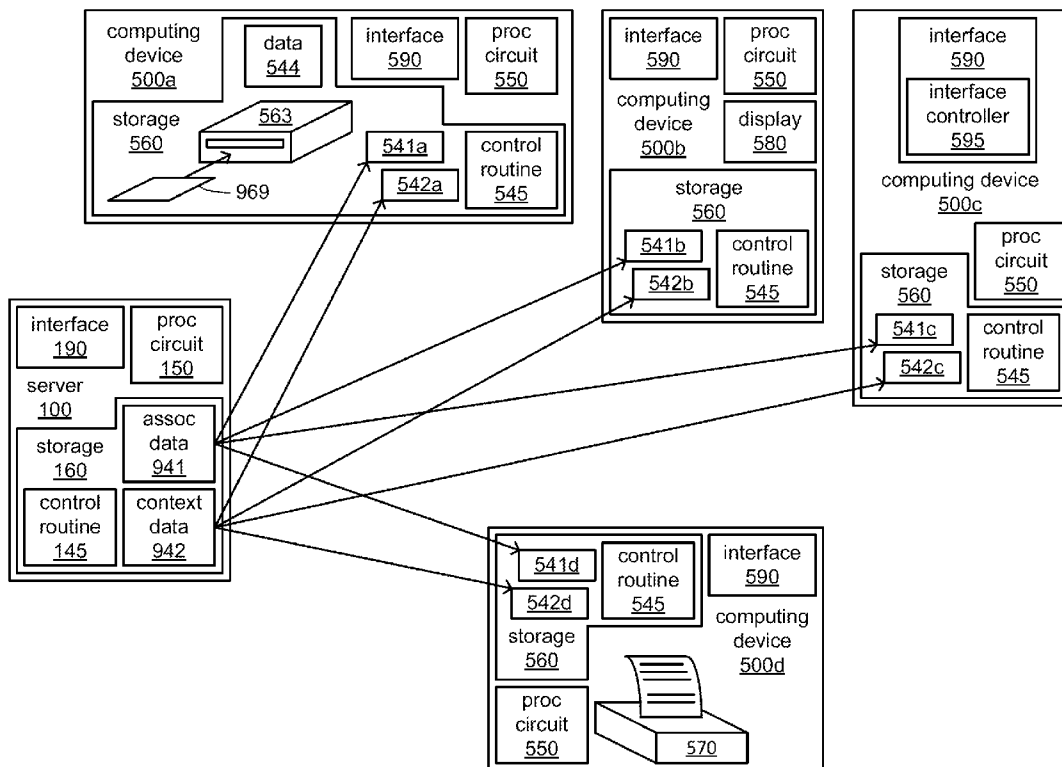 computing
device
500a
data
544
interface
590
proc
circuit
550
storage
560
563
969
541a
542a
control
routine
545
interface
590
proc
circuit
550
computing
device
500b
display
580
storage
560
541b
542b
control
routine
545
interface
590
interface
controller
595
computing device
500c
proc
circuit
550
storage
560
541c
542c
control
routine
545
interface
190
proc
circuit
150
server
100
assoc
data
941
storage
160
control
routine
145
context
data
942
541d
542d
control
routine
545
interface
590
computing
device
500d
storage
560
proc
circuit
550
570